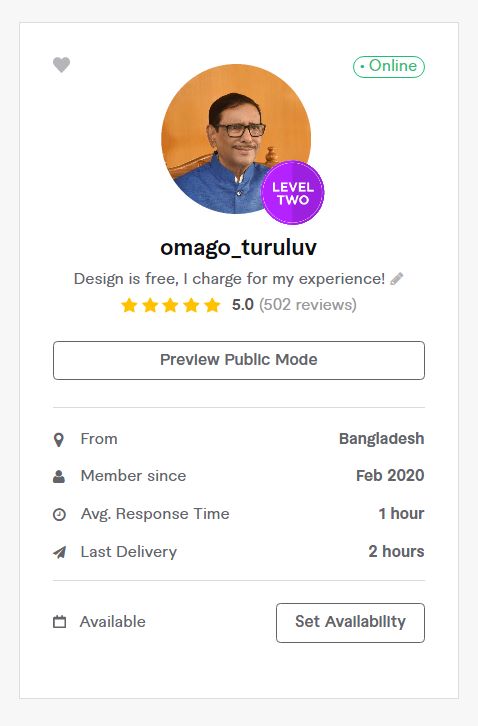 • Online
LEVEL
TWO
omago_turuluv
Design is free, I charge for my experience!
5.0 (502 reviews)
Preview Public Mode
From Bangladesh
Member since Feb 2020
Avg. Response Time 1 hour
Last Delivery 2 hours
Available Set Availability